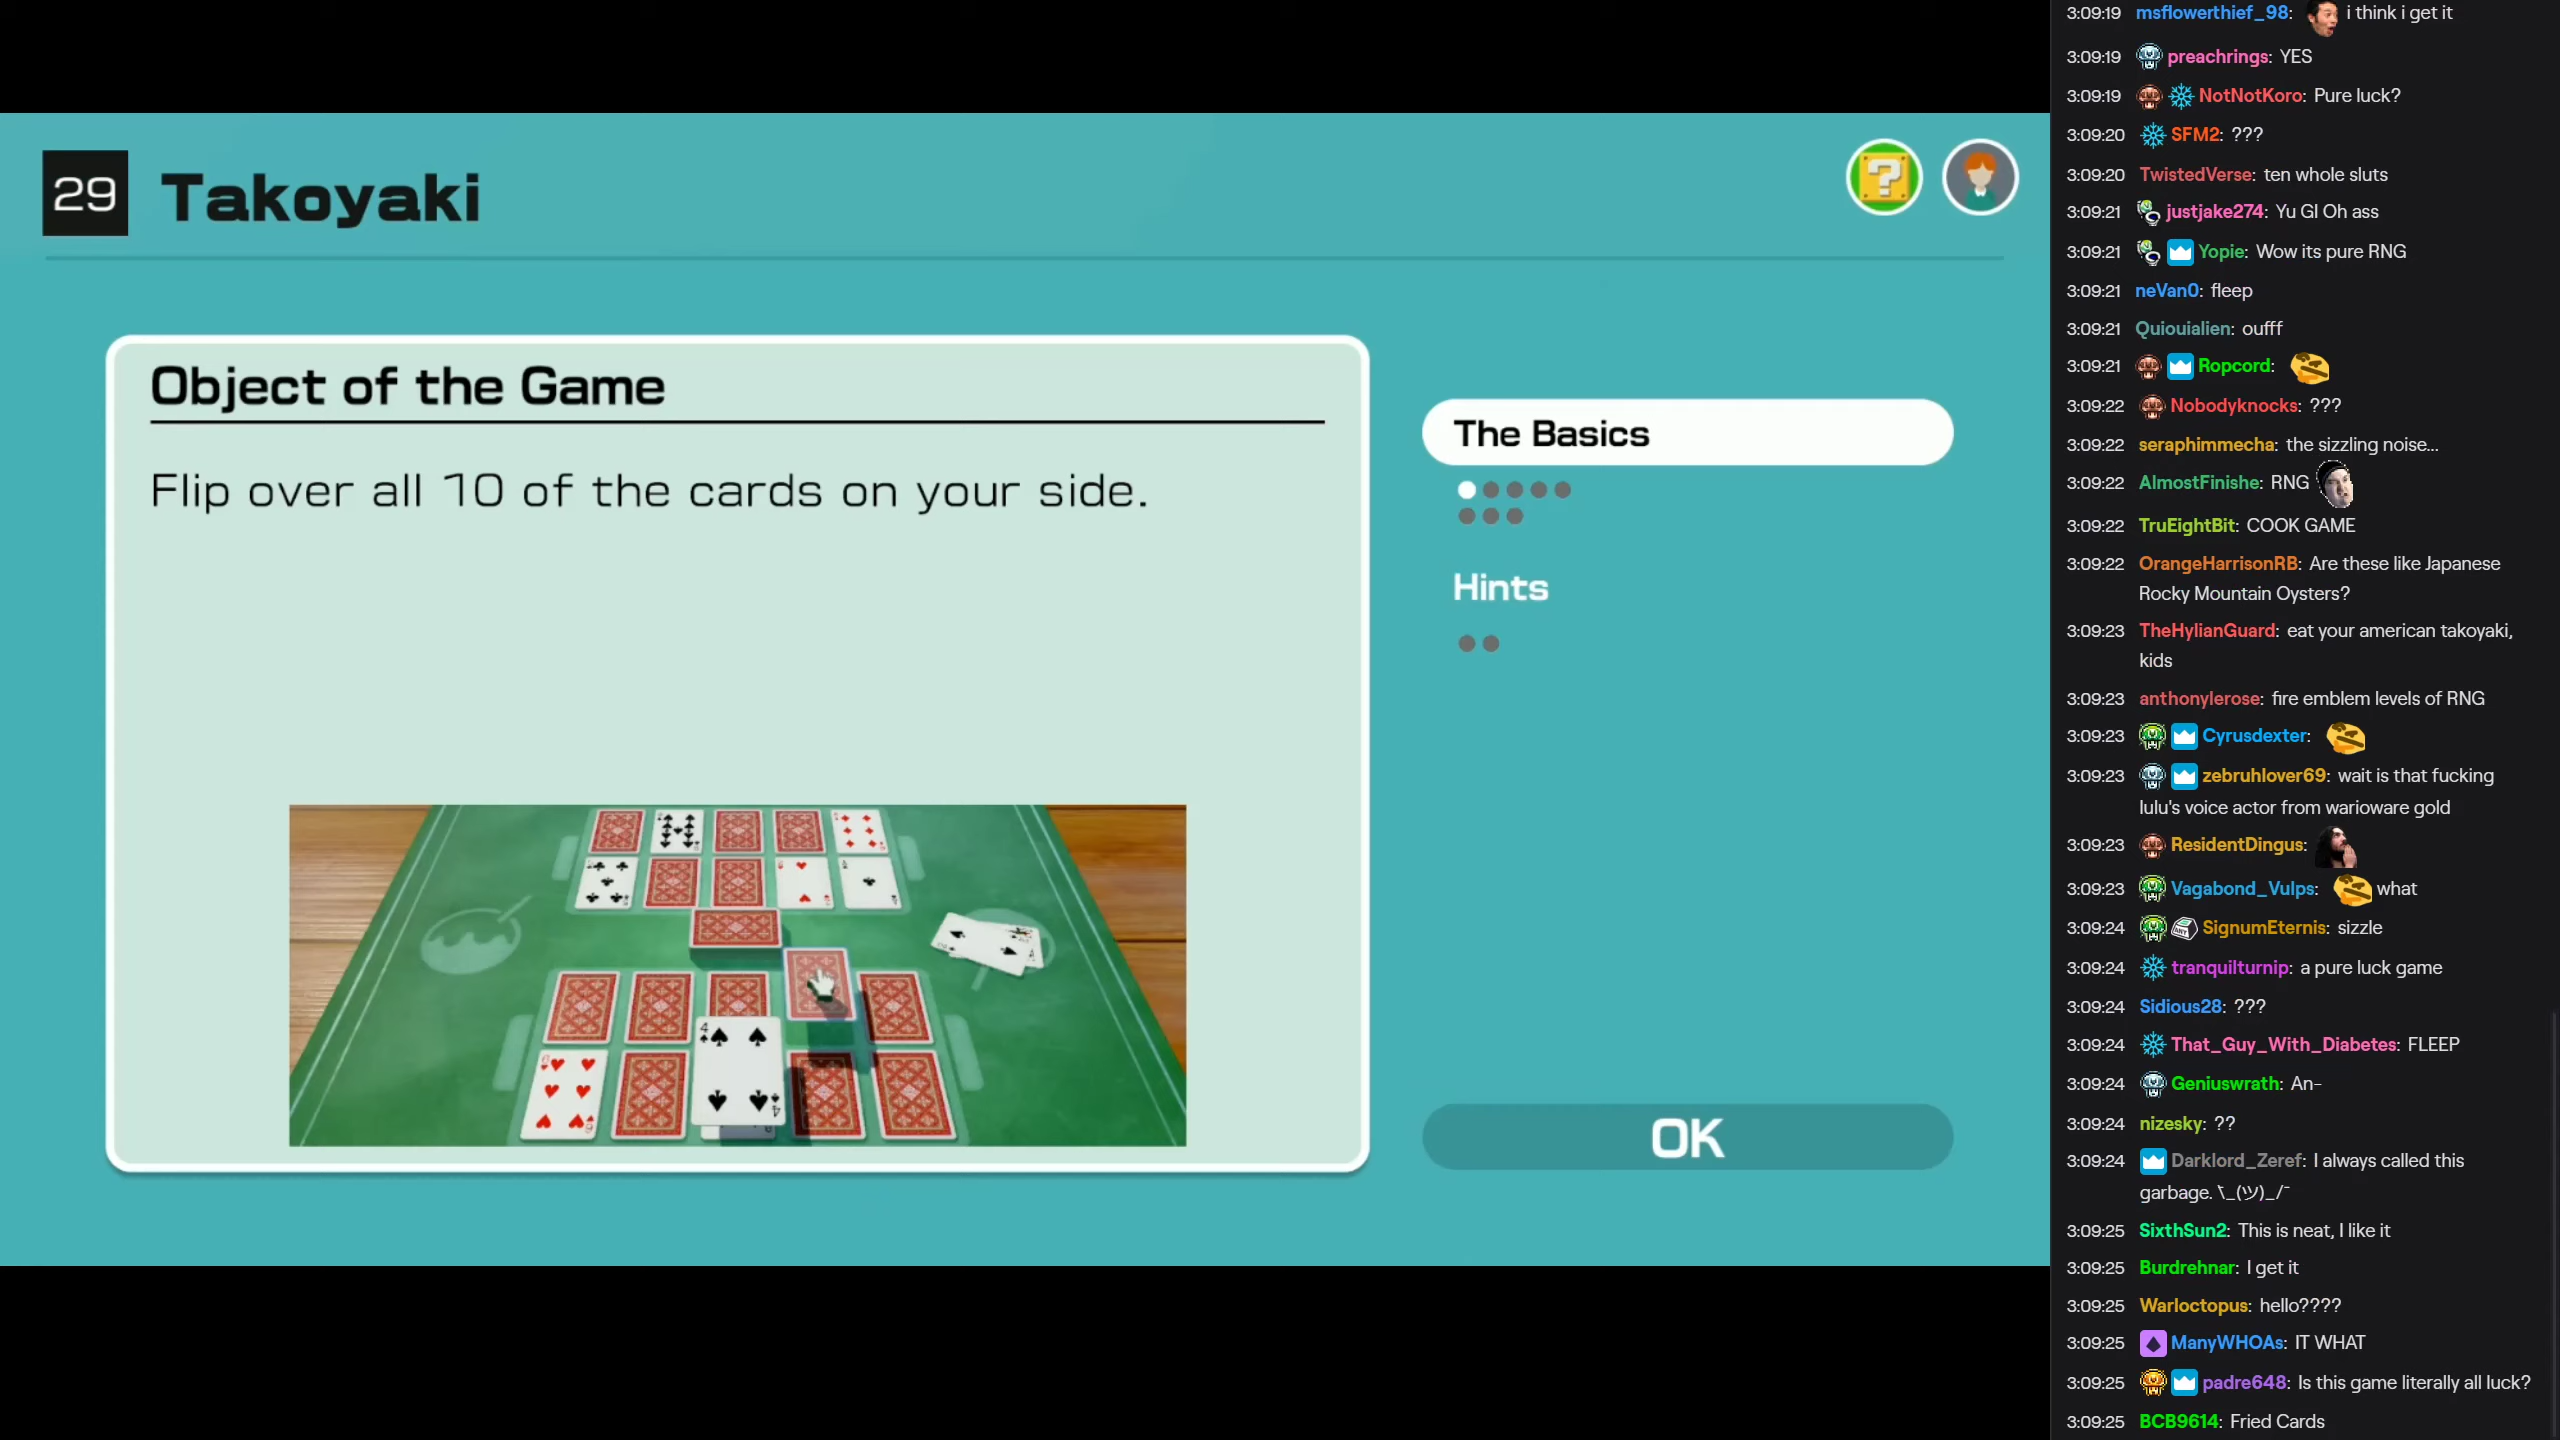 29 Takoyaki
Object of the Game
Flip over all 10 of the cards on your side.
The Basics
Hints
OK
3:09:19 msflowerthief_98: i think i get it
3:09:19 preachrings: YES
3:09:19 NotNotKoro: Pure luck?
3:09:20 SFM2: ???
3:09:20 TwistedVerse: ten whole sluts
3:09:21 justjake274: Yu GI Oh ass
3:09:21 Yopie: Wow its pure RNG
3:09:21 neVan0: fleep
3:09:21 Quiouialien: oufff
3:09:21 Ropcord:
3:09:22 Nobodyknocks: ???
3:09:22 seraphimmecha: the sizzling noise...
3:09:22 AlmostFinishe: RNG
3:09:22 TruEightBit: COOK GAME
3:09:22 OrangeHarrisonRB: Are these like Japanese
Rocky Mountain Oysters?
3:09:23 TheHylianGuard: eat your american takoyaki,
kids
3:09:23 anthonylerose: fire emblem levels of RNG
3:09:23 Cyrusdexter:
3:09:23 zebruhlover69: wait is that fucking
lulu's voice actor from warioware gold
3:09:23 ResidentDingus:
3:09:23 Vagabond_Vulps: what
3:09:24 SignumEternis: sizzle
3:09:24 tranquilturnip: a pure luck game
3:09:24 Sidious28: ???
3:09:24 That_Guy_With_Diabetes: FLEEP
3:09:24 Geniuswrath: An-
3:09:24 nizesky: ??
3:09:24 Darklord_Zeref: I always called this
garbage. ¯\_(ツ)_/¯
3:09:25 SixthSun2: This is neat, I like it
3:09:25 Burdrehnar: I get it
3:09:25 Warloctopus: hello????
3:09:25 ManyWHOAs: IT WHAT
3:09:25 padre648: Is this game literally all luck?
3:09:25 BCB9614: Fried Cards